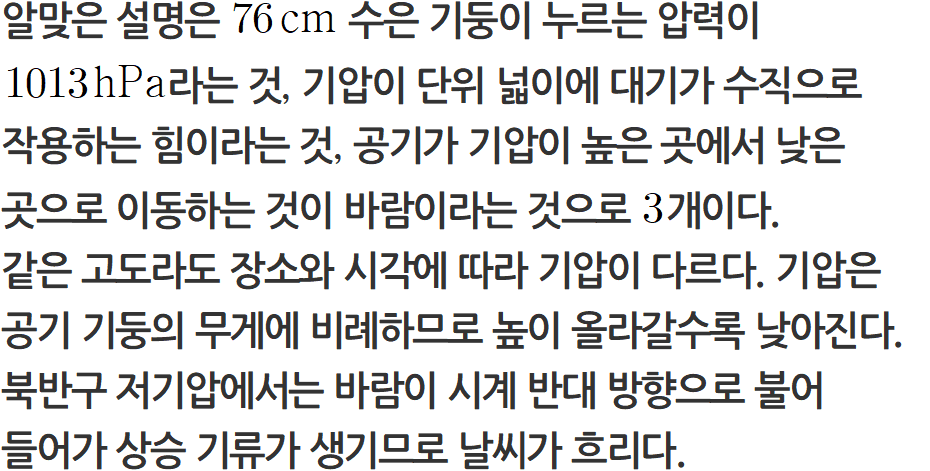 알맞은 설명은 76cm 수은 기둥이 누르는 압력이
1013hPa라는 것, 기압이 단위 넓이에 대기가 수직으로
작용하는 힘이라는 것, 공기가 기압이 높은 곳에서 낮은
곳으로 이동하는 것이 바람이라는 것으로 3개이다.
같은 고도라도 장소와 시각에 따라 기압이 다르다. 기압은
공기 기둥의 무게에 비례하므로 높이 올라갈수록 낮아진다.
북반구 저기압에서는 바람이 시계 반대 방향으로 불어
들어가 상승 기류가 생기므로 날씨가 흐리다.